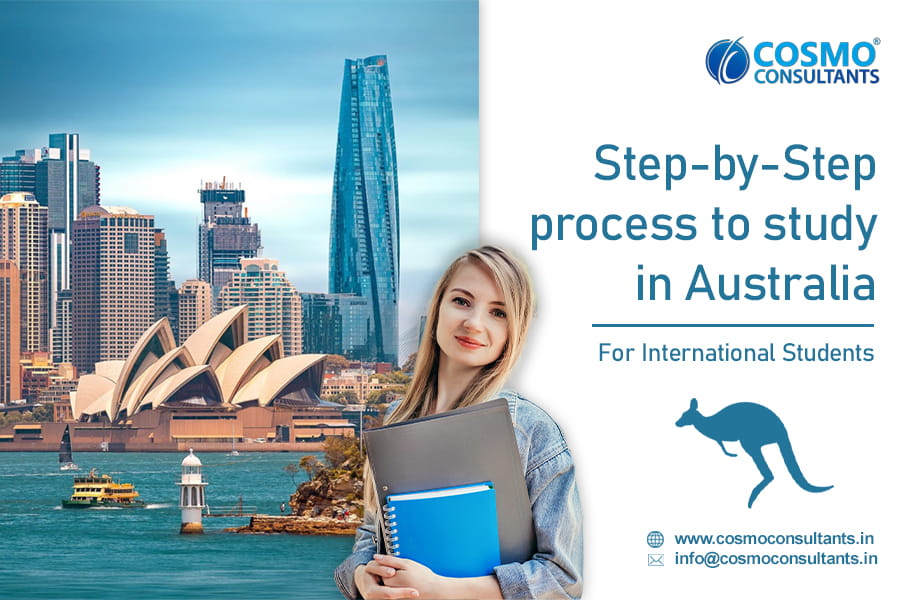 COSMO®
CONSULTANTS
Step-by-Step
process to study
in Australia
For International Students
www.cosmoconsultants.in
info@cosmoconsultants.in